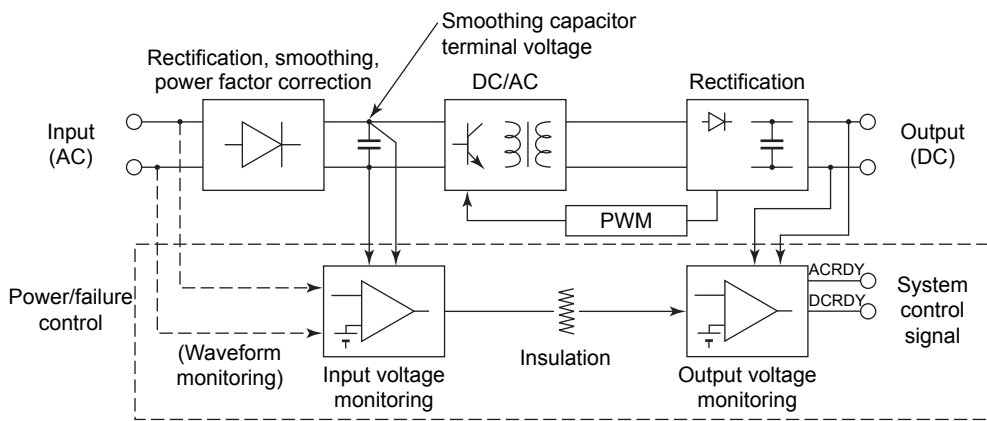 Smoothing capacitor
terminal voltage
Rectification, smoothing,
power factor correction
DC/AC
Rectification
Input
(AC)
Output
(DC)
PWM
Power/failure
control
(Waveform
monitoring)
Input voltage
monitoring
Insulation
Output voltage
monitoring
ACRDY
DCRDY
System
control
signal